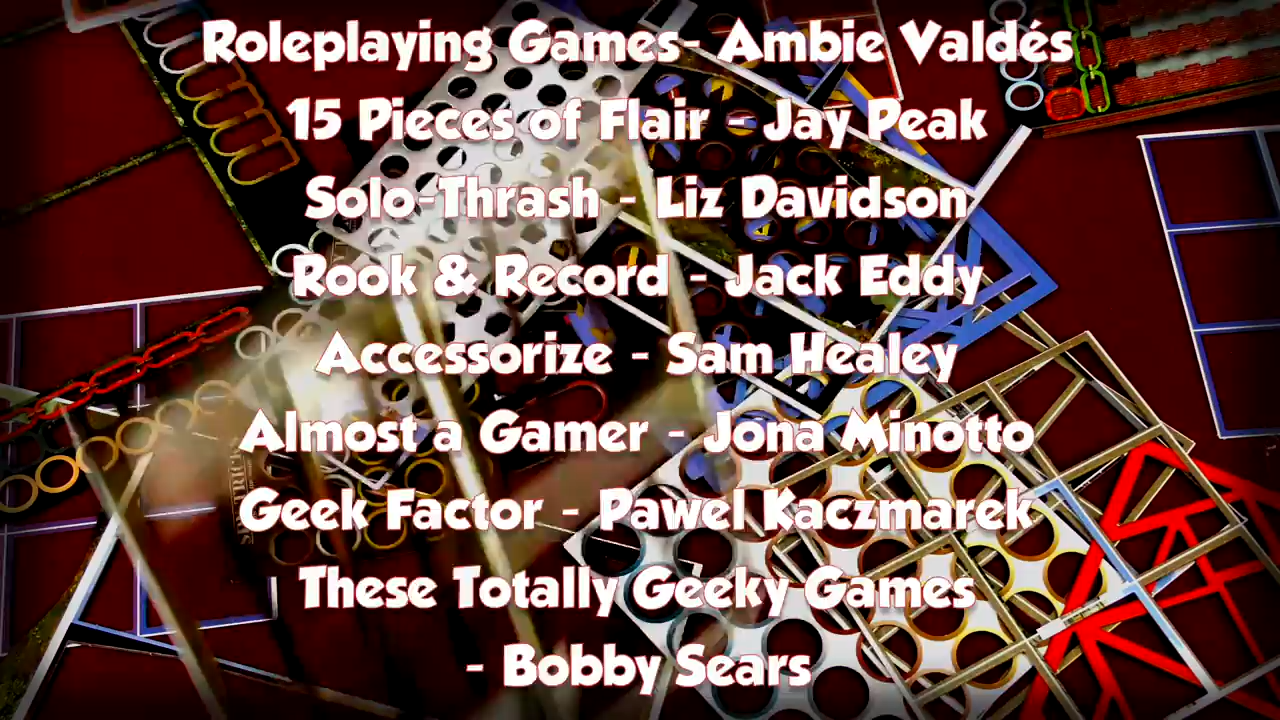 Roleplaying Games- Ambie Valdés
15 Pieces of Flair - Jay Peak
Solo-Thrash - Liz Davidson
Rook & Record - Jack Eddy
Accessorize - Sam Healey
Almost a Gamer - Jona Minotto
Geek Factor - Pawel Kaczmarek
These Totally Geeky Games
- Bobby Sears